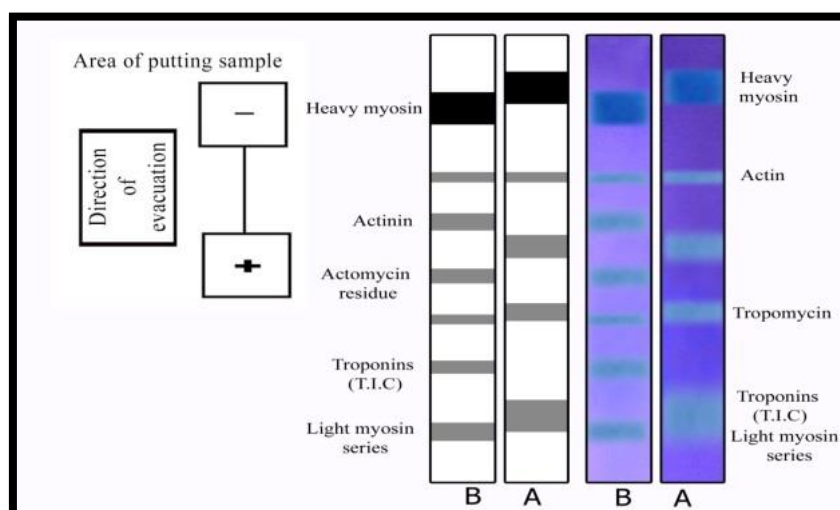 Area of putting sample
–
Direction
of
evacuation
+
Heavy myosin
Actinin
Actomycin
residue
Troponins
(T.I.C)
Light myosin
series
B
A
B
A
Heavy
myosin
Actin
Tropomycin
Troponins
(T.I.C)
Light myosin
series